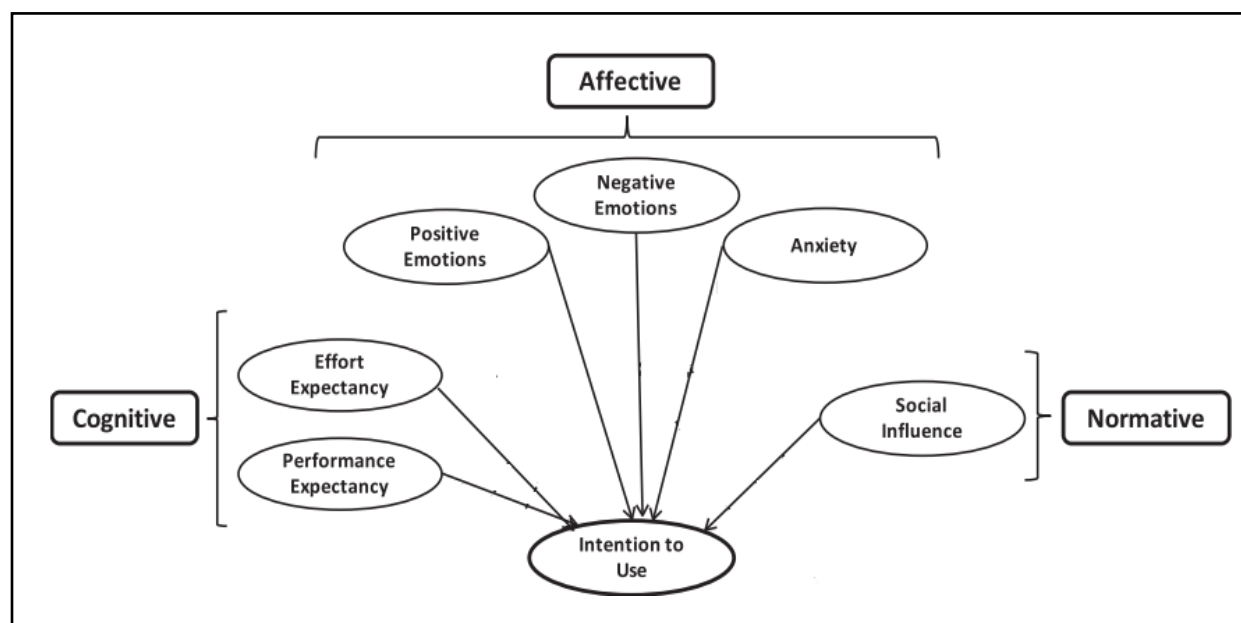 Affective
Negative
Emotions
Positive
Emotions
Anxiety
Effort
Expectancy
Cognitive
Performance
Expectancy
Social
Influence
Normative
Intention to
Use